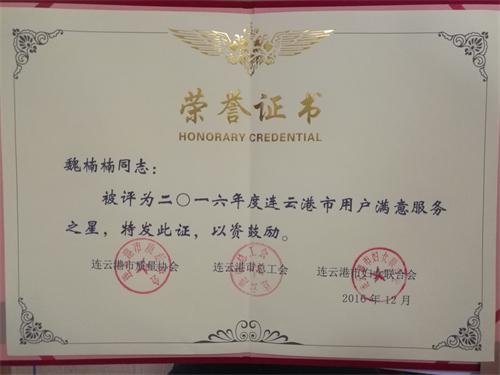 荣誉证书
HONORARY CREDENTIAL
魏楠楠同志：
被评为二〇一六年度连云港市用户满意服务
之星，特发此证，以资鼓励。
连云港市质量协会 连云港市总工会 连云港市妇女联合会
2016年12月